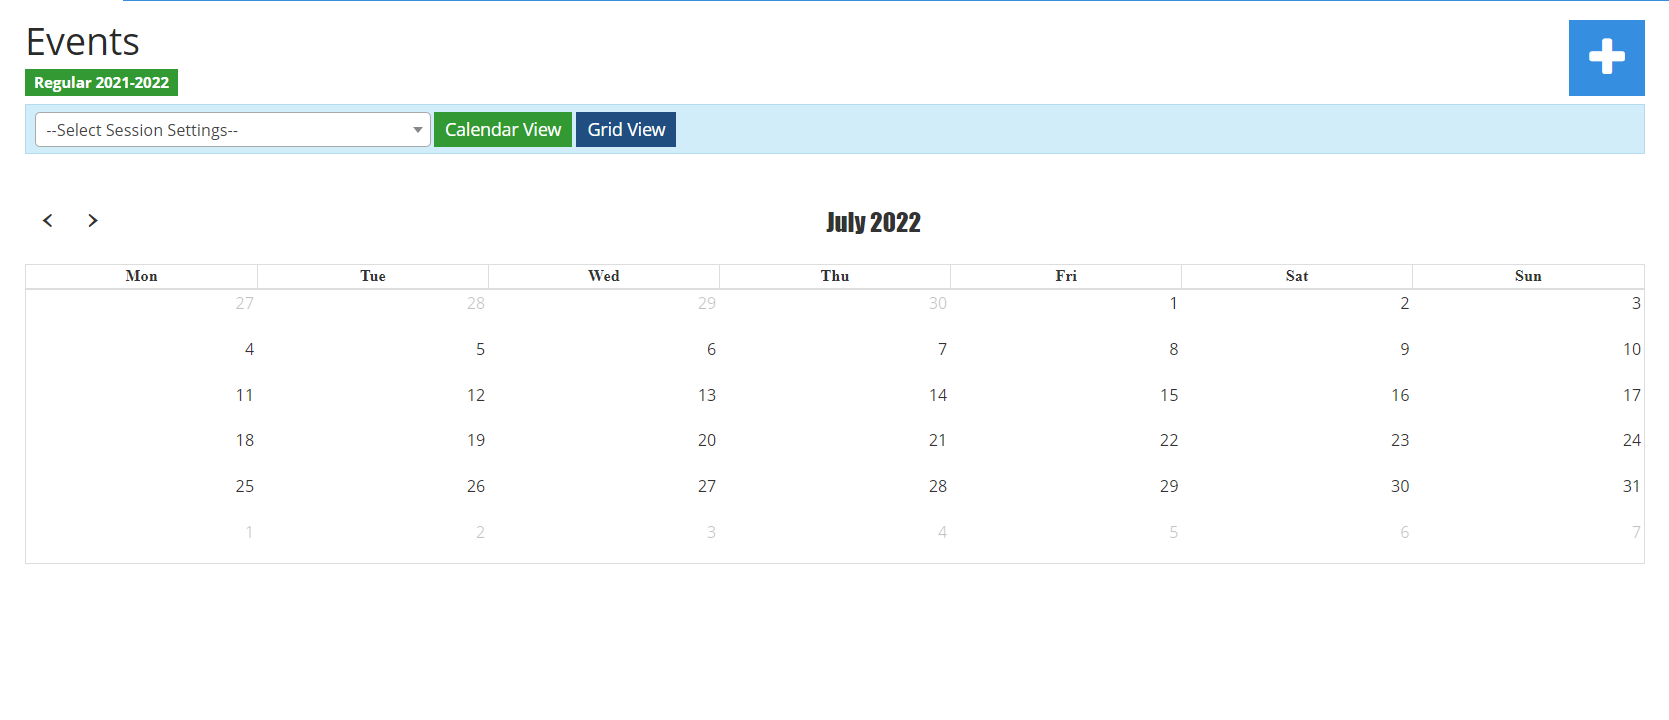 Events
Regular 2021-2022
--Select Session Settings-- Calendar View Grid View
July 2022
Mon Tue Wed Thu Fri Sat Sun
27 28 29 30 1 2 3
4 5 6 7 8 9 10
11 12 13 14 15 16 17
18 19 20 21 22 23 24
25 26 27 28 29 30 31
1 2 3 4 5 6 7